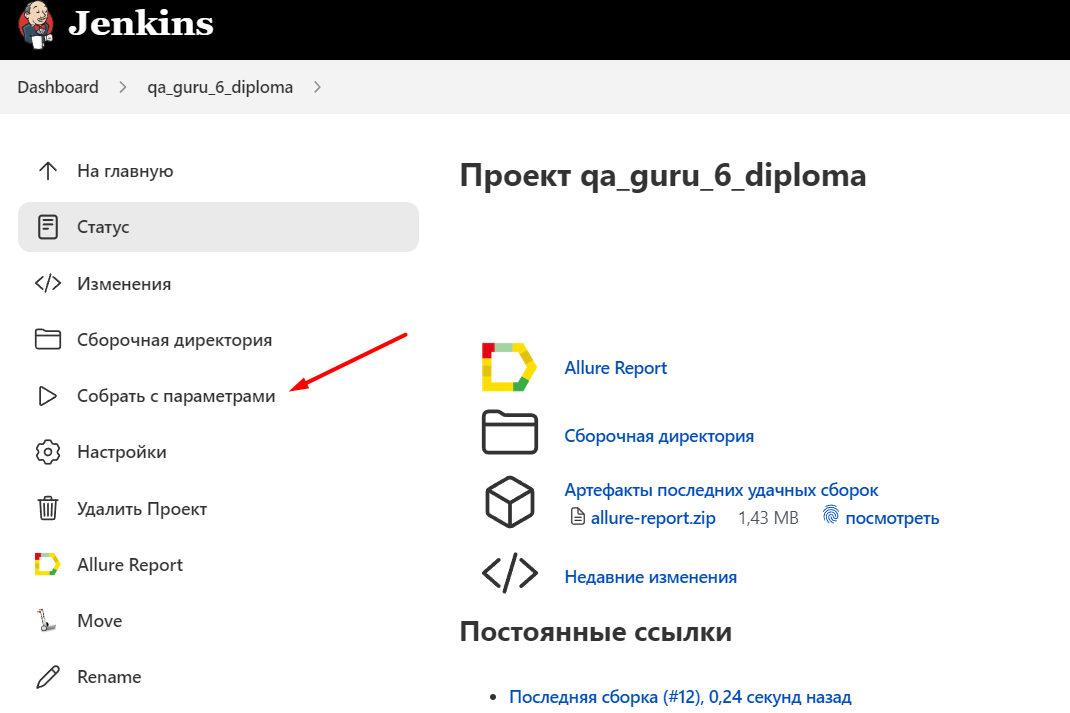 Jenkins
Dashboard
qa_guru_6_diploma
На главную
Статус
Изменения
Сборочная директория
Собрать с параметрами
Настройки
Удалить Проект
Allure Report
Move
Rename
Проект qa_guru_6_diploma
Allure Report
Сборочная директория
Артефакты последних удачных сборок
allure-report.zip 1,43 MB посмотреть
Недавние изменения
Постоянные ссылки
Последняя сборка (#12), 0,24 секунд назад